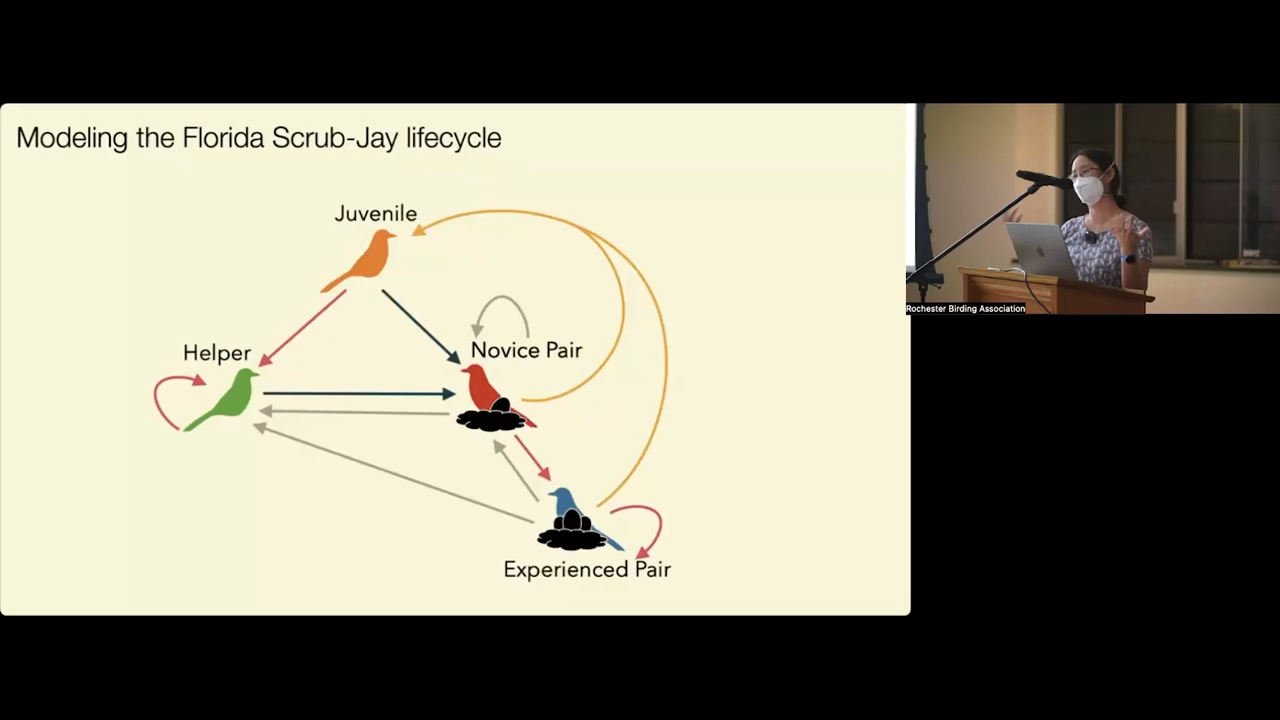 Modeling the Florida Scrub-Jay lifecycle
Juvenile
Helper
Novice Pair
Experienced Pair
Rochester Birding Association